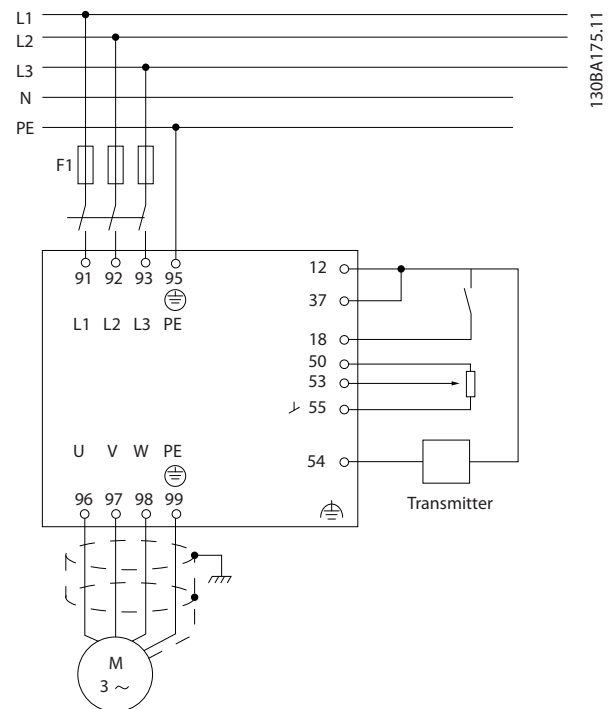 L1
L2
L3
N
PE
130BA175.11
F1
91 92 93 95
L1 L2 L3 PE
12
37
18
50
53
55
54
Transmitter
U V W PE
96 97 98 99
M
3 ~